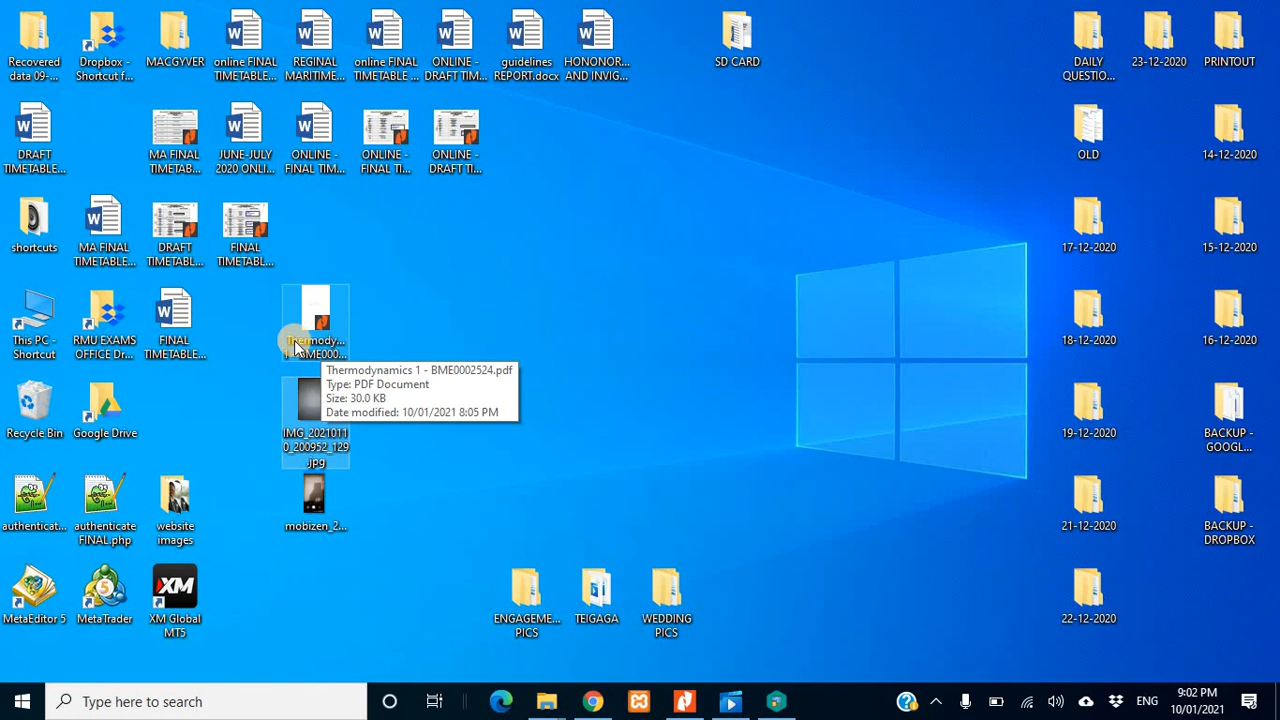 Recovered
data 09-...
Dropbox -
Shortcut f...
MACGYVER
online FINAL
TIMETABLE...
REGINAL
MARITIME...
online FINAL
TIMETABLE ...
ONLINE -
DRAFT TIM...
guidelines
REPORT.docx
HONONOR...
AND INVIG...
SD CARD
DAILY
QUESTIO...
23-12-2020
PRINTOUT
DRAFT
TIMETABLE...
MA FINAL
TIMETAB...
JUNE-JULY
2020 ONLI...
ONLINE -
FINAL TIM...
ONLINE -
FINAL TI...
ONLINE -
DRAFT TI...
OLD
14-12-2020
shortcuts
MA FINAL
TIMETABLE...
DRAFT
TIMETABL...
FINAL
TIMETABL...
17-12-2020
15-12-2020
This PC -
Shortcut
RMU EXAMS
OFFICE Dr...
FINAL
TIMETABLE...
Thermody...
1 - BME000...
Thermodynamics 1 - BME0002524.pdf
Type: PDF Document
Size: 30.0 KB
Date modified: 10/01/2021 8:05 PM
18-12-2020
16-12-2020
Recycle Bin
Google Drive
IMG_2021011
0_200952_129
.jpg
19-12-2020
BACKUP -
GOOGL...
authenticat...
authenticate
FINAL.php
website
images
mobizen_2...
21-12-2020
BACKUP -
DROPBOX
MetaEditor 5
MetaTrader
XM
XM Global
MT5
ENGAGEME...
PICS
TEIGAGA
WEDDING
PICS
22-12-2020
Type here to search
ENG
9:02 PM
10/01/2021